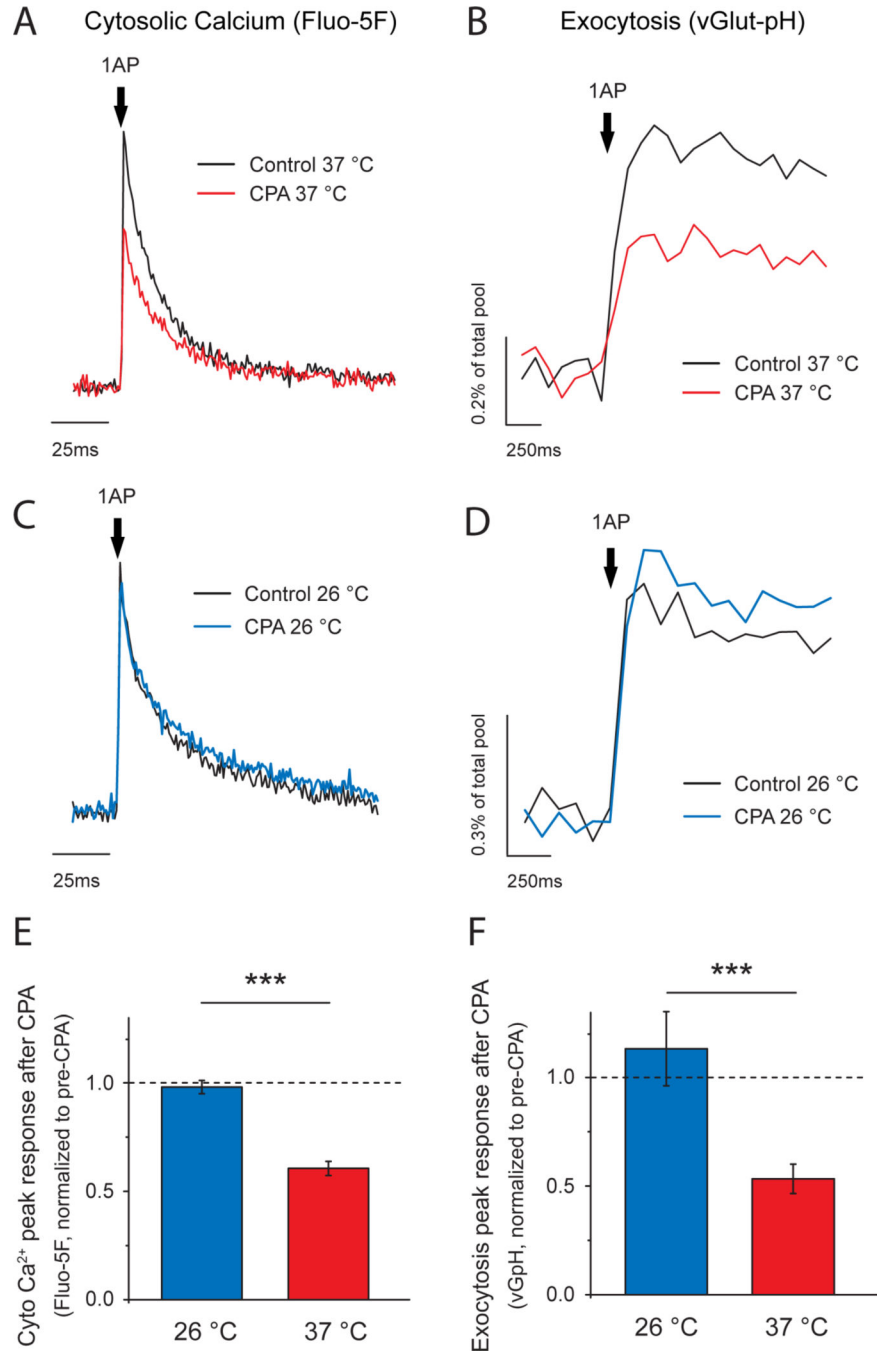 A
Cytosolic Calcium (Fluo-5F)
1AP
Control 37 °C
CPA 37 °C
25ms
B
Exocytosis (vGlut-pH)
1AP
0.2% of total pool
Control 37 °C
CPA 37 °C
250ms
C
1AP
Control 26 °C
CPA 26 °C
25ms
D
1AP
0.3% of total pool
Control 26 °C
CPA 26 °C
250ms
E
Cyto Ca²⁺ peak response after CPA
(Fluo-5F, normalized to pre-CPA)
***
1.0
0.5
0.0
26 °C
37 °C
F
Exocytosis peak response after CPA
(vGpH, normalized to pre-CPA)
***
1.0
0.5
0.0
26 °C
37 °C